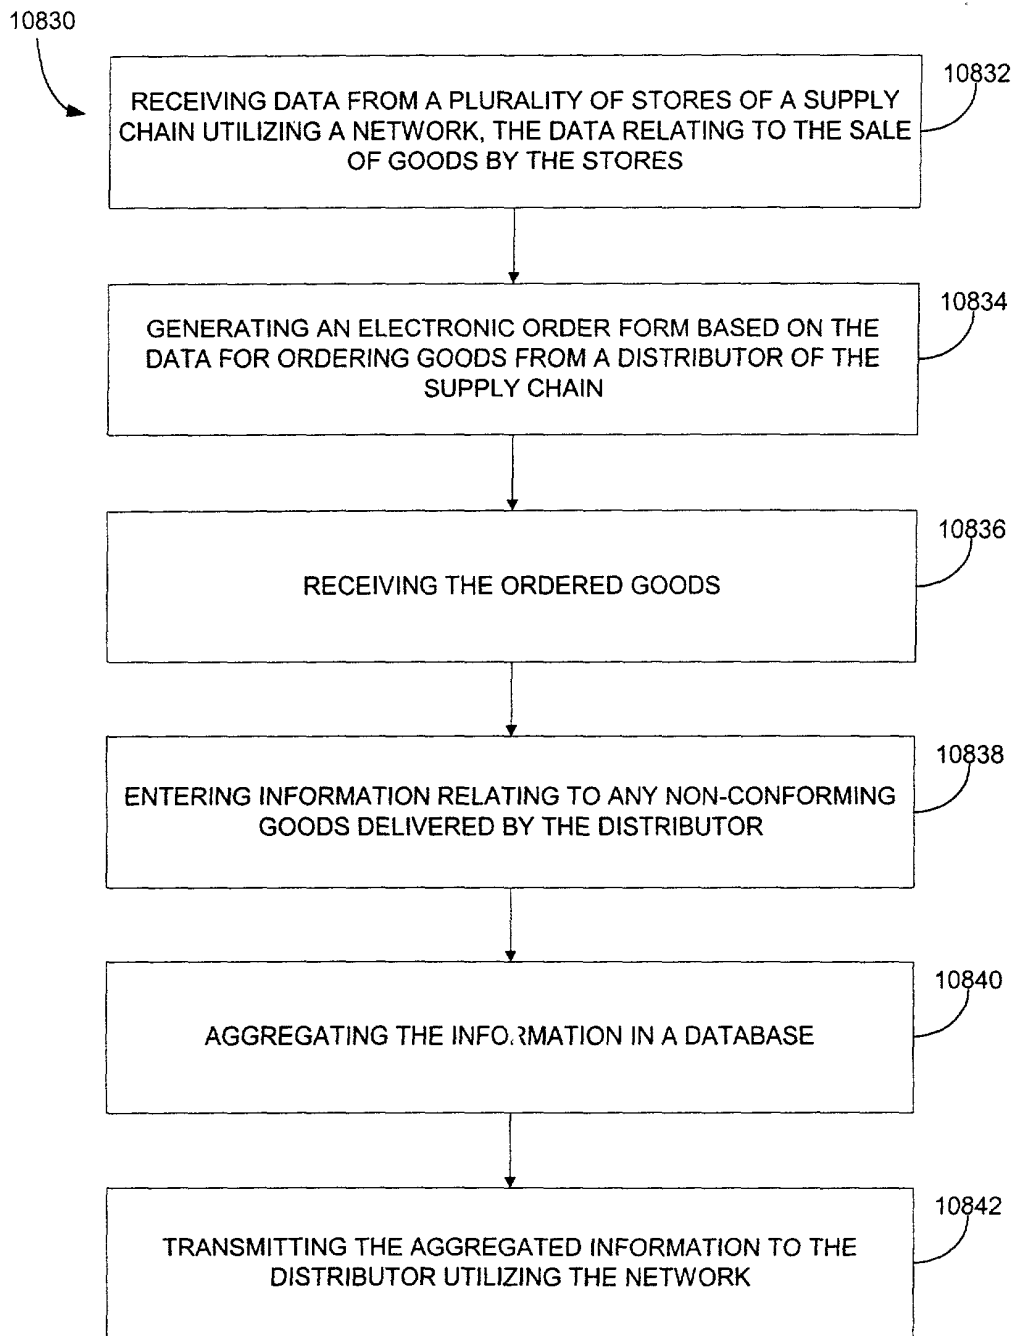 10830
10832
RECEIVING DATA FROM A PLURALITY OF STORES OF A SUPPLY
CHAIN UTILIZING A NETWORK, THE DATA RELATING TO THE SALE
OF GOODS BY THE STORES
10834
GENERATING AN ELECTRONIC ORDER FORM BASED ON THE
DATA FOR ORDERING GOODS FROM A DISTRIBUTOR OF THE
SUPPLY CHAIN
10836
RECEIVING THE ORDERED GOODS
10838
ENTERING INFORMATION RELATING TO ANY NON-CONFORMING
GOODS DELIVERED BY THE DISTRIBUTOR
10840
AGGREGATING THE INFORMATION IN A DATABASE
10842
TRANSMITTING THE AGGREGATED INFORMATION TO THE
DISTRIBUTOR UTILIZING THE NETWORK